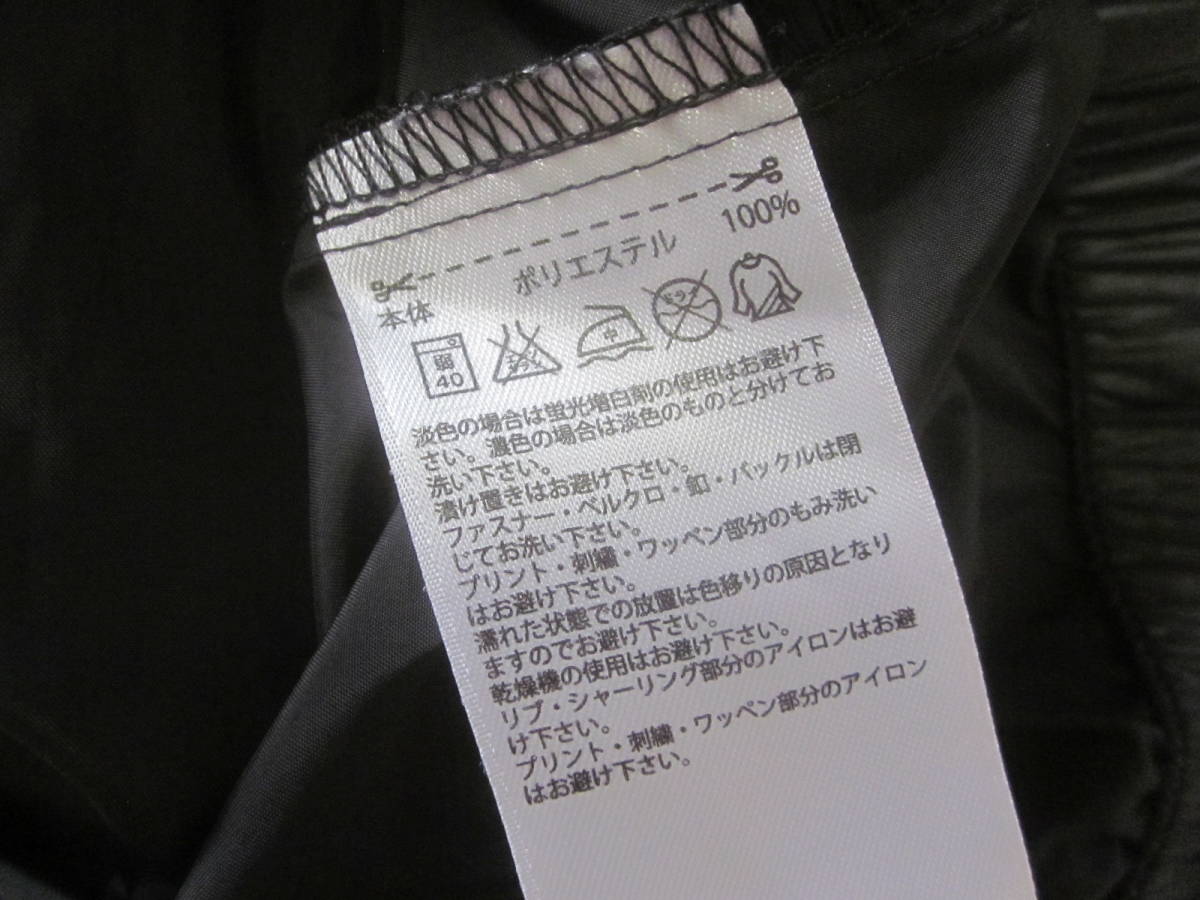 本体 ポリエステル 100%
弱 40 エンソ サラシ 中 ドライ
淡色の場合は蛍光増白剤の使用はお避け下
さい。濃色の場合は淡色のものと分けてお
洗い下さい。
漬け置きはお避け下さい。
ファスナー・ベルクロ・釦・バックルは閉
じてお洗い下さい。
プリント・刺繍・ワッペン部分のもみ洗い
はお避け下さい。
濡れた状態での放置は色移りの原因となり
ますのでお避け下さい。
乾燥機の使用はお避け下さい。
リブ・シャーリング部分のアイロンはお避
け下さい。
プリント・刺繍・ワッペン部分のアイロン
はお避け下さい。